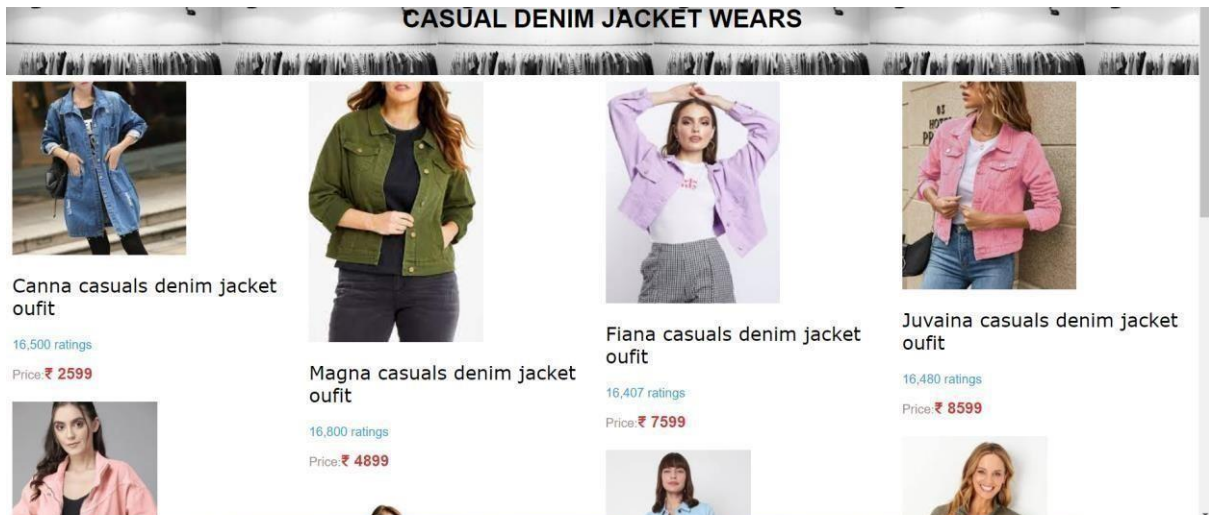 CASUAL DENIM JACKET WEARS
Canna casuals denim jacket
oufit
16,500 ratings
Price:₹ 2599
Magna casuals denim jacket
oufit
16,800 ratings
Price:₹ 4899
Fiana casuals denim jacket
oufit
16,407 ratings
Price:₹ 7599
Juvaina casuals denim jacket
oufit
16,480 ratings
Price:₹ 8599